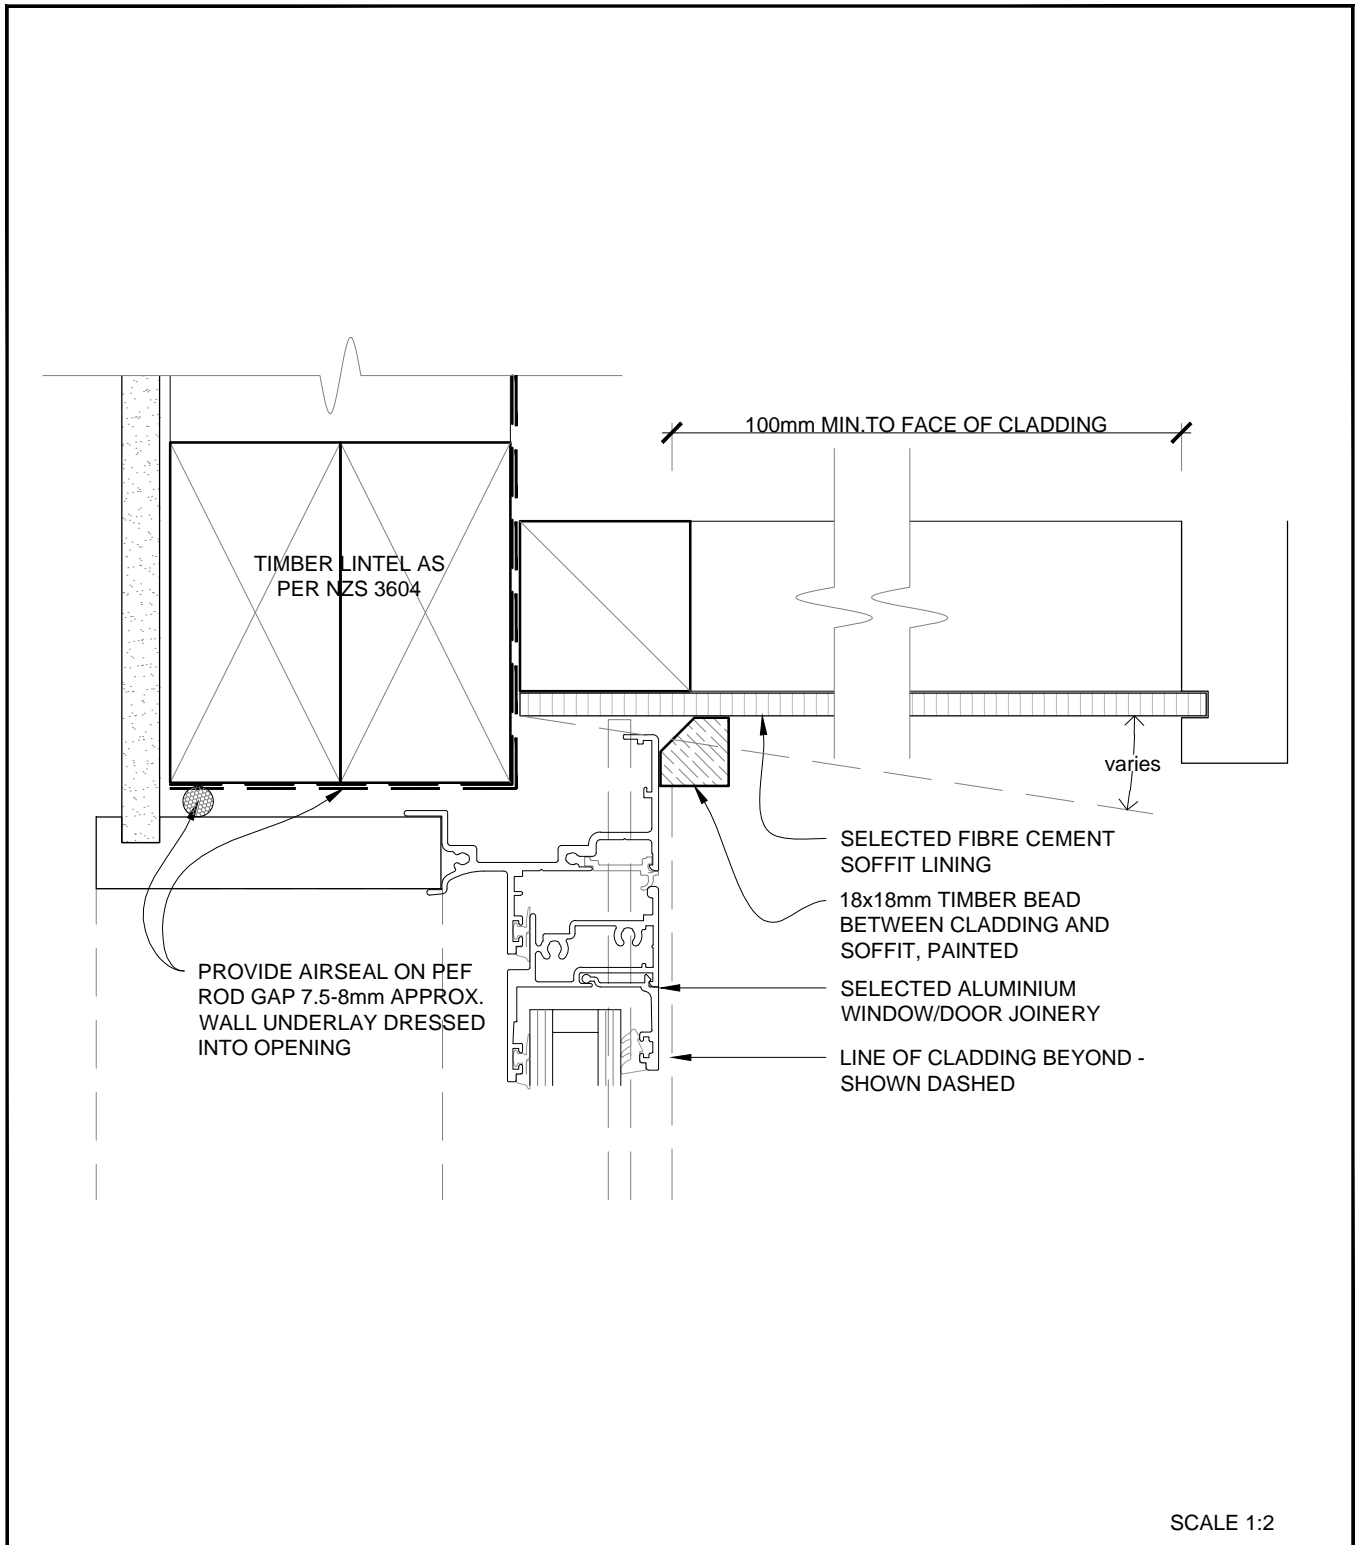 100mm MIN.TO FACE OF CLADDING
TIMBER LINTEL AS
PER NZS 3604
varies
SELECTED FIBRE CEMENT
SOFFIT LINING
18x18mm TIMBER BEAD
BETWEEN CLADDING AND
SOFFIT, PAINTED
PROVIDE AIRSEAL ON PEF
ROD GAP 7.5-8mm APPROX.
WALL UNDERLAY DRESSED
INTO OPENING
SELECTED ALUMINIUM
WINDOW/DOOR JOINERY
LINE OF CLADDING BEYOND -
SHOWN DASHED
SCALE 1:2